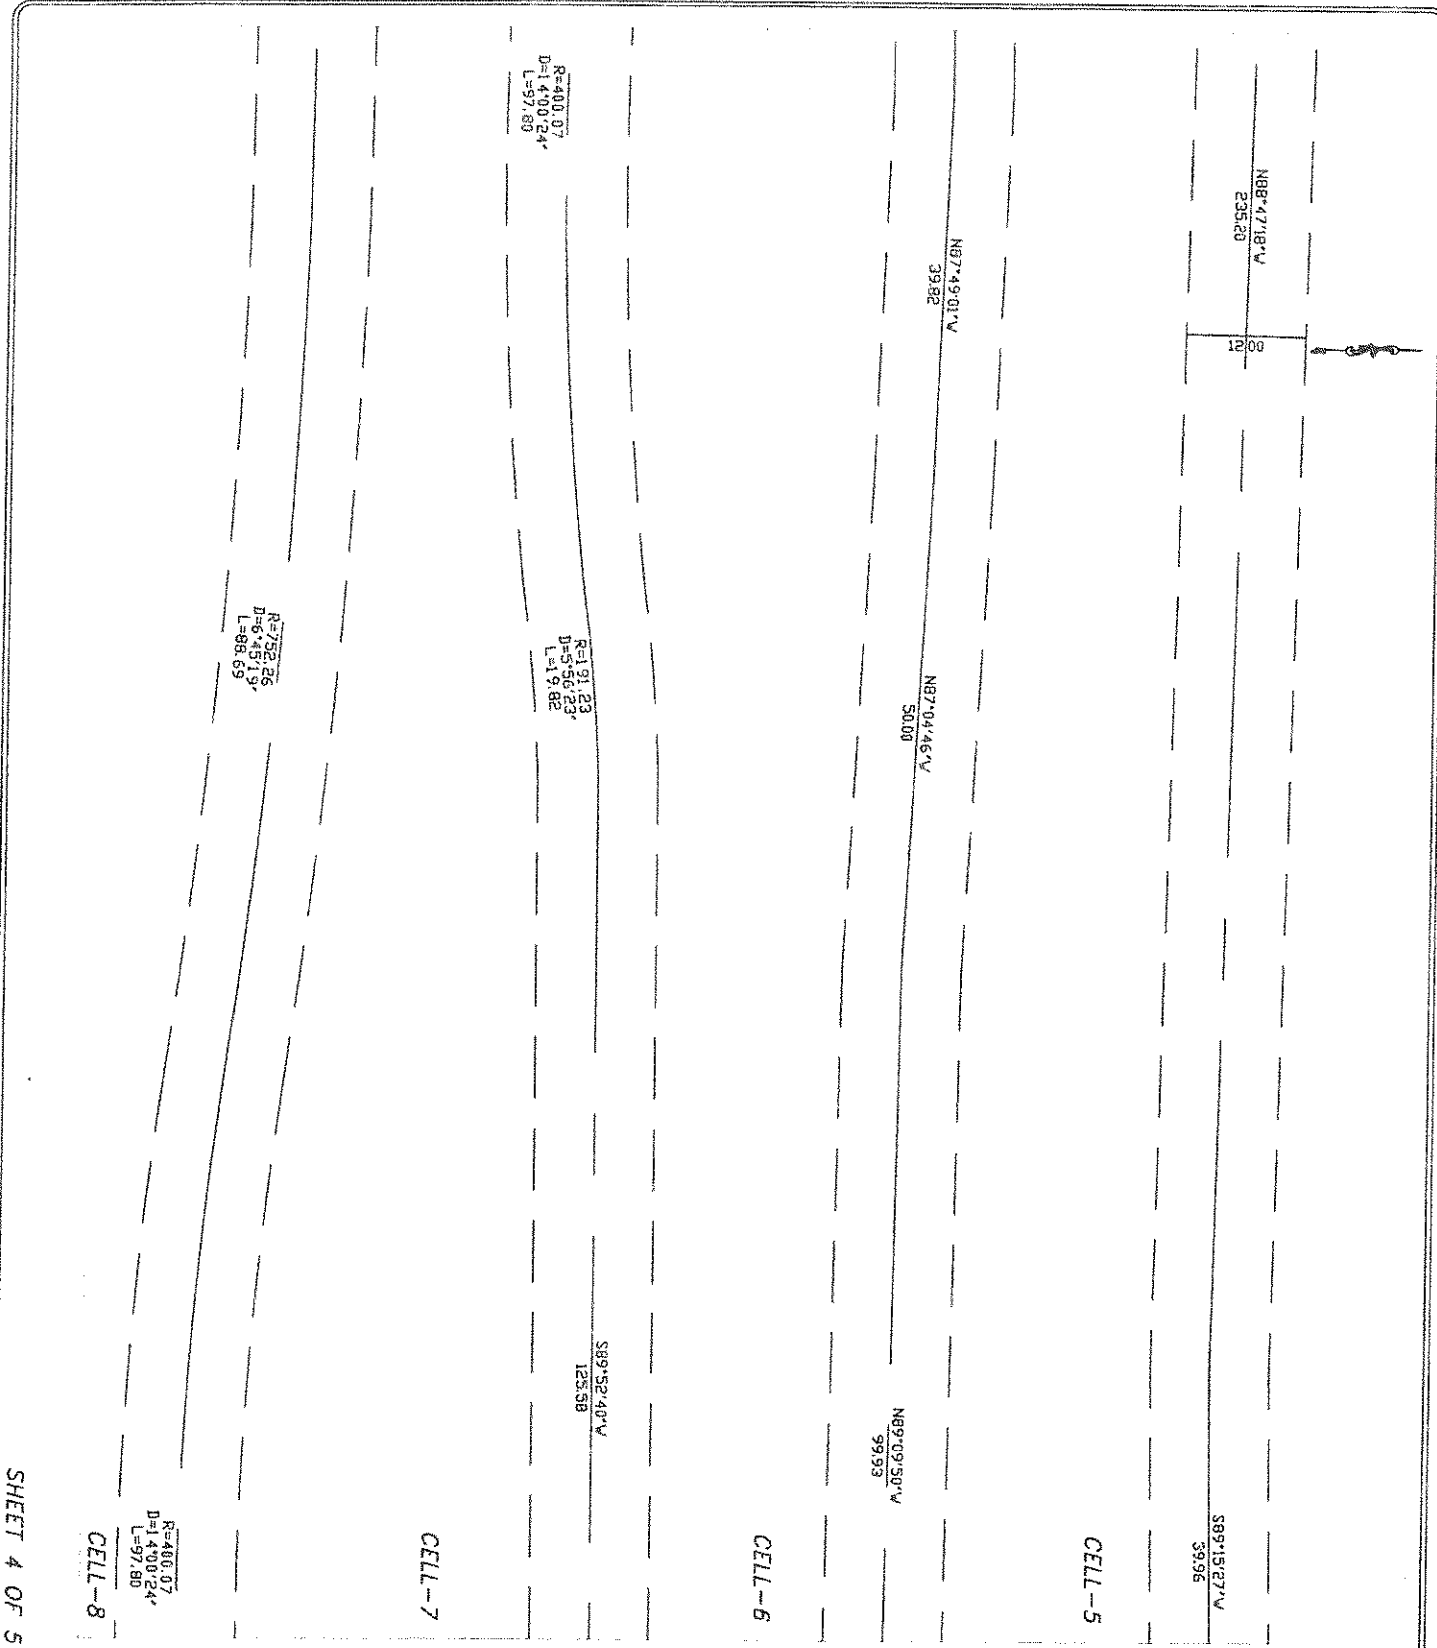 N88°47'18"W
235.20
12.00
S89°15'27"W
39.96
CELL-5
N87°49'01"W
39.82
N87°04'46"W
50.00
N89°09'50"W
99.93
CELL-6
R=400.07
D=14°00'24"
L=97.80
R=191.23
D=5°56'23"
L=19.82
S89°52'40"W
125.58
CELL-7
R=752.26
D=6°45'19"
L=88.69
R=400.07
D=14°00'24"
L=97.80
CELL-8
SHEET 4 OF 5